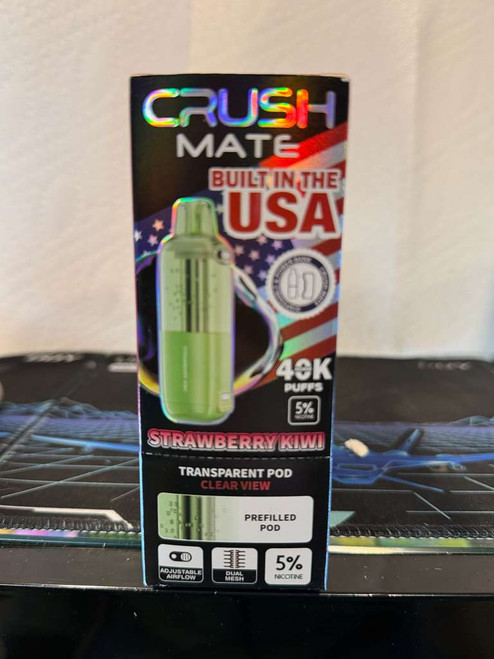 CRUSH
MATE
BUILT IN THE
USA
40K
PUFFS
5%
NICOTINE
STRAWBERRY KIWI
TRANSPARENT POD
CLEAR VIEW
PREFILLED
POD
ADJUSTABLE
AIRFLOW
DUAL
MESH
5%
NICOTINE